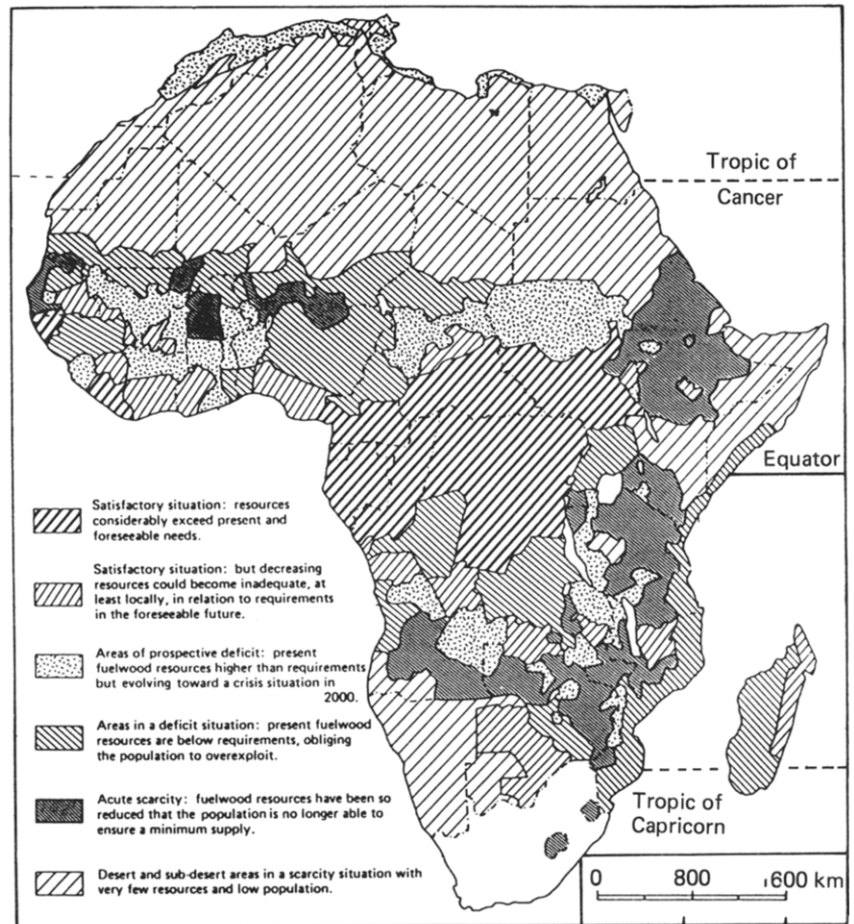 Tropic of
Cancer
Equator
Satisfactory situation: resources
considerably exceed present and
foreseeable needs.
Satisfactory situation: but decreasing
resources could become inadequate, at
least locally, in relation to requirements
in the foreseeable future.
Areas of prospective deficit: present
fuelwood resources higher than requirements
but evolving toward a crisis situation in
2000.
Areas in a deficit situation: present fuelwood
resources are below requirements, obliging
the population to overexploit.
Acute scarcity: fuelwood resources have been so
reduced that the population is no longer able to
ensure a minimum supply.
Desert and sub-desert areas in a scarcity situation with
very few resources and low population.
Tropic of
Capricorn
0 800 1600 km